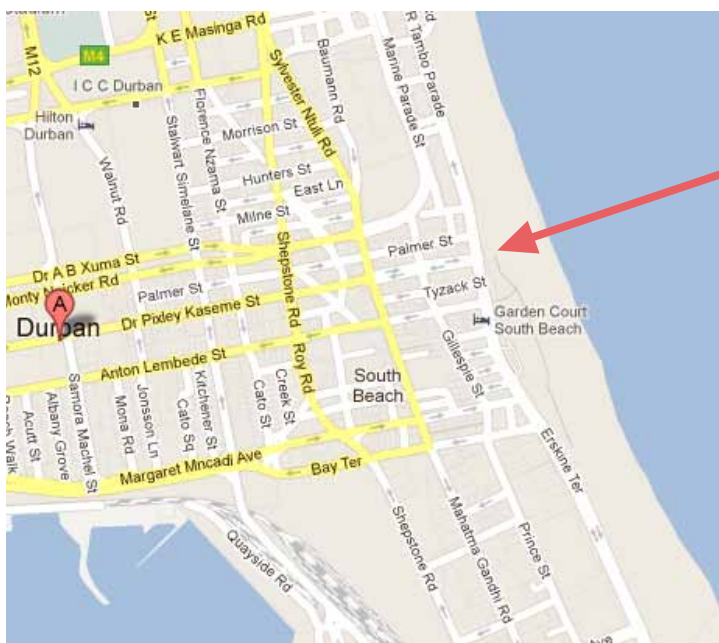 K E Masinga Rd
St
M4
M12
I C C Durban
Hilton
Durban
Walnut Rd
Stalwart Simelane St
Florence Nzama St
Sylvester Ntuli Rd
Baumann Rd
Marine Parade St
R Tambo Parade
Morrison St
Hunters St
East Ln
Milne St
Shepstone Rd
Palmer St
Dr A B Xuma St
Monty Naicker Rd
Palmer St
Tyzack St
A
Durban
Dr Pixley Kaseme St
Garden Court
South Beach
Gillespie St
Anton Lembede St
Roy Rd
South
Beach
Samora Machel St
Albany Grove
Acutt St
Walk
Mona Rd
Jonsson Ln
Cato Sq
Kitchener St
Cato St
Creek St
Margaret Mncadi Ave
Bay Ter
Erskine Ter
Quayside Rd
Shepstone Rd
Mahatma Gandhi Rd
Prince St